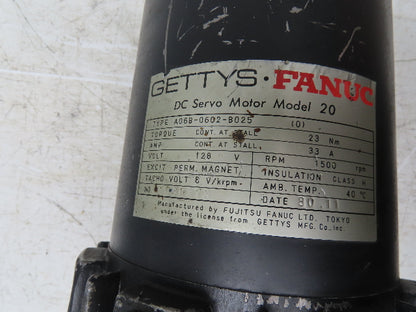 GETTYS · FANUC
DC Servo Motor Model 20
TYPE A06B-0602-B025 (0)
TORQUE CONT. AT STALL 23 Nm
AMP CONT. AT STALL, 33 A
VOLT 128 V RPM 1500 rpm
EXCIT PERM. MAGNET, INSULATION CLASS H
TACHO VOLT 6 V/krpm AMB. TEMP. 40 °C
DATE 80.11
Manufactured by FUJITSU FANUC LTD. TOKYO
under the license from GETTYS MFG. Co., Inc.